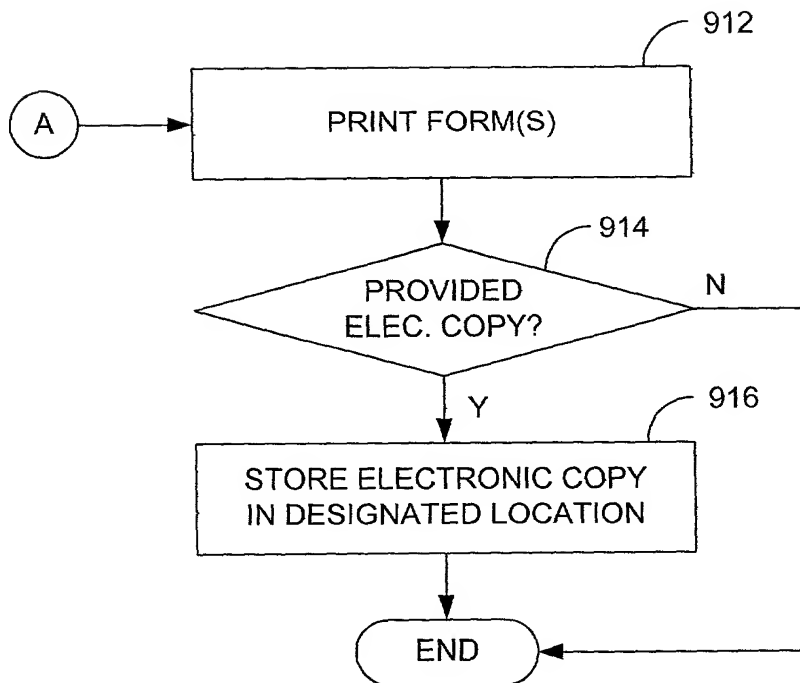 912
A
PRINT FORM(S)
914
PROVIDED
ELEC. COPY?
N
Y
916
STORE ELECTRONIC COPY
IN DESIGNATED LOCATION
END